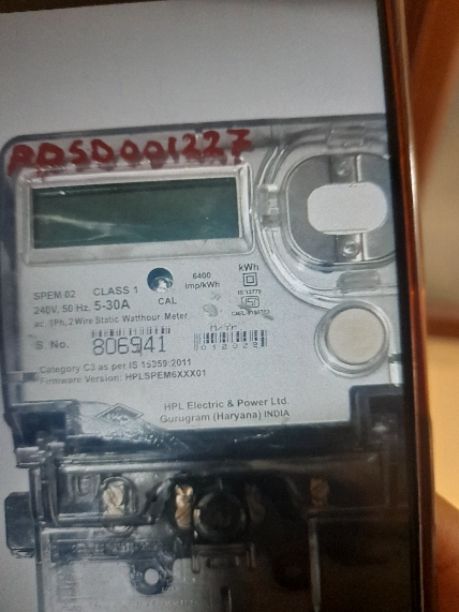 RDSD001227
kWh
SPEM 02 CLASS 1 6400
240V, 50 Hz. 5-30A CAL Imp/kWh
IS 13779
ac, 1Ph, 2 Wire Static Watthour Meter
S. No. 806941
Category C3 as per IS 15959:2011
Firmware Version: HPLSPEM6XXX01
HPL Electric & Power Ltd.
Gurugram (Haryana) INDIA